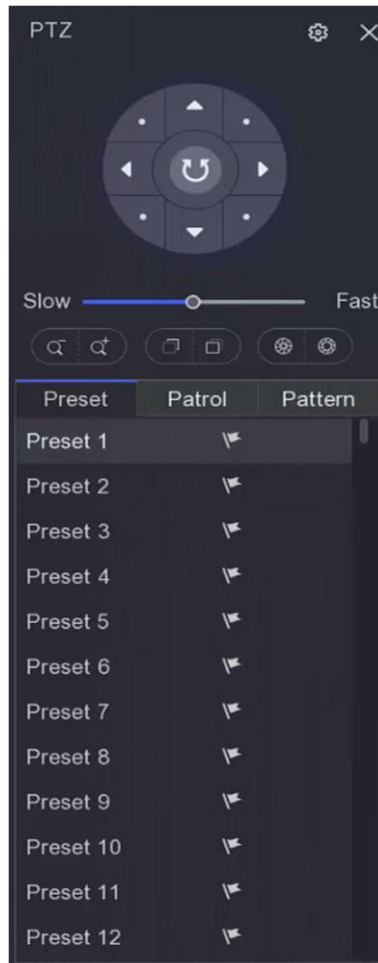 PTZ
Slow Fast
Preset Patrol Pattern
Preset 1
Preset 2
Preset 3
Preset 4
Preset 5
Preset 6
Preset 7
Preset 8
Preset 9
Preset 10
Preset 11
Preset 12